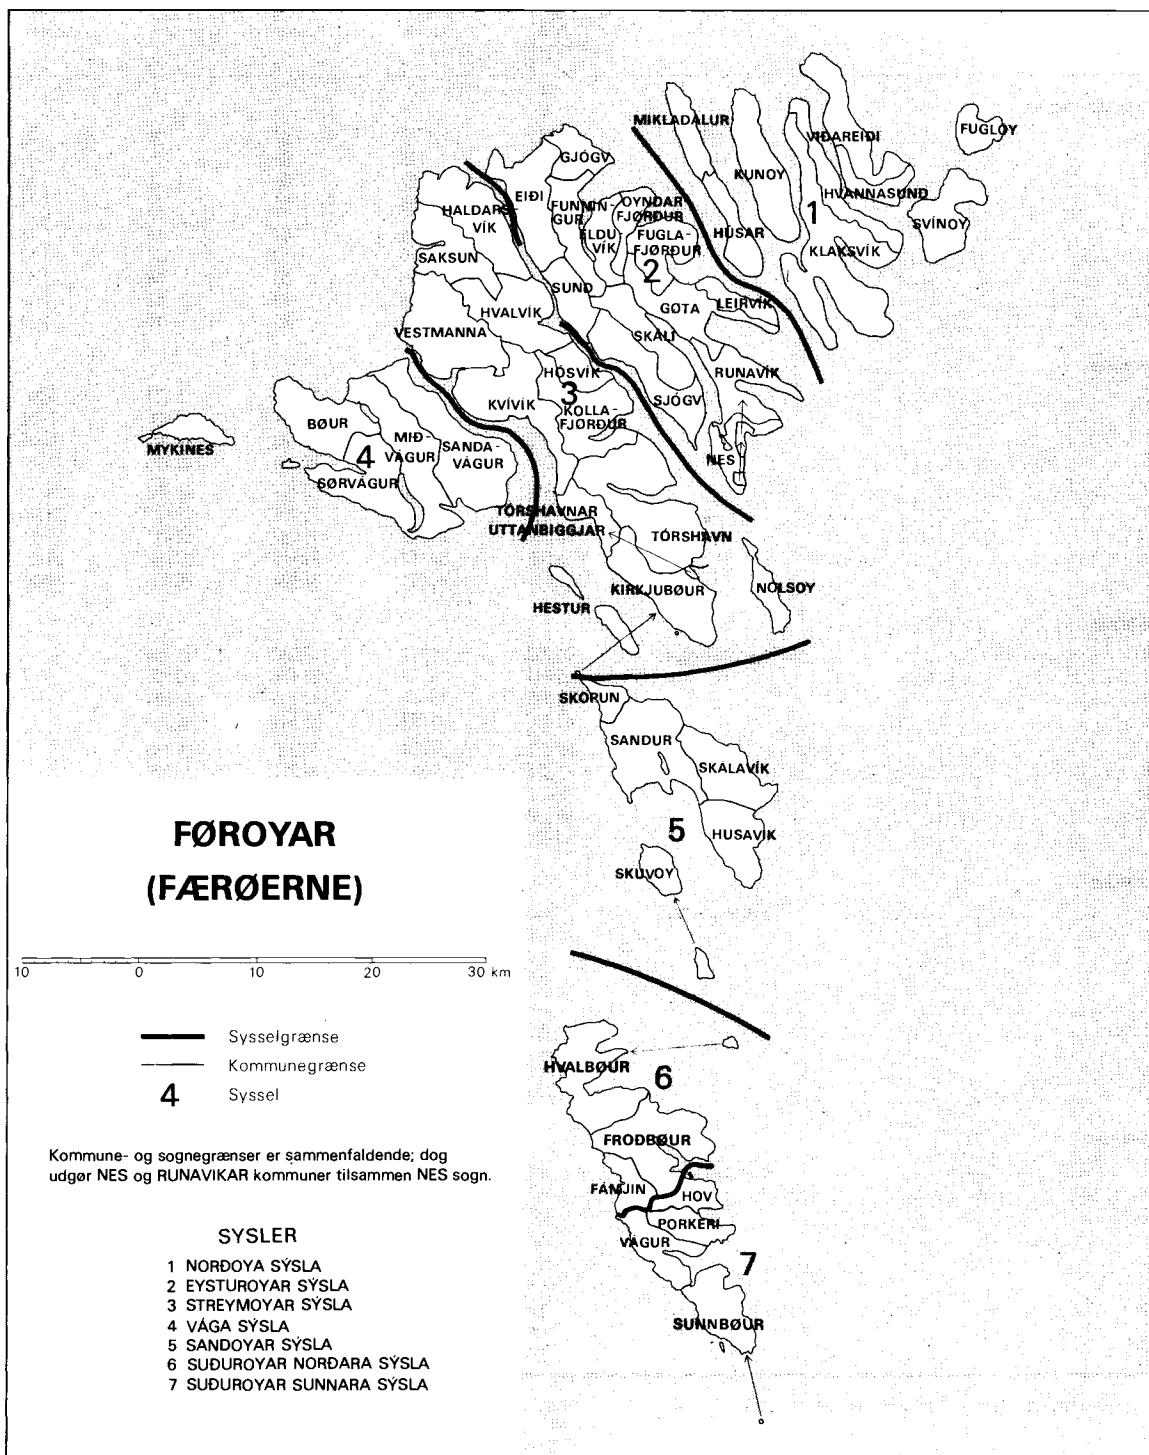 MIKLADALUR
VIÐAREIÐI
FUGLOY
GJÓGV
KUNOY
EIÐI
HVANNASUND
HALDARS-
VÍK
FUNNIN-
GUR
OYNDAR
FJØRÐUR
1
SVÍNOY
ELDU
VÍK
FUGLA-
FJØRÐUR
HUSAR
KLAKSVÍK
SAKSUN
2
SUND
GØTA
LEIRVÍK
HVALVÍK
VESTMANNA
SKÁLI
HÓSVÍK
RUNAVÍK
3
KVÍVÍK
SJÓGV
BØUR
KOLLA-
FJØRÐUR
MYKINES
4
MIÐ-
VÁGUR
SANDA-
VÁGUR
NES
SØRVÁGUR
TÓRSHAVNAR
UTTANBIGGJAR
TÓRSHAVN
KIRKJUBØUR
NOLSOY
HESTUR
SKORUN
SANDUR
SKÁLAVÍK
5
HUSAVÍK
SKUVOY
FØROYAR
(FÆRØERNE)
10 0 10 20 30 km
Sysselgrænse
Kommunegrænse
4 Syssel
HVALBØUR
6
FROÐBØUR
FÁMJIN
HOV
PORKERI
VÁGUR
7
SUNNBØUR
Kommune- og sognegrænser er sammenfaldende; dog
udgør NES og RUNAVIKAR kommuner tilsammen NES sogn.
SYSLER
1 NORÐOYA SÝSLA
2 EYSTUROYAR SÝSLA
3 STREYMOYAR SÝSLA
4 VÁGA SÝSLA
5 SANDOYAR SÝSLA
6 SUÐUROYAR NORÐARA SÝSLA
7 SUÐUROYAR SUNNARA SÝSLA